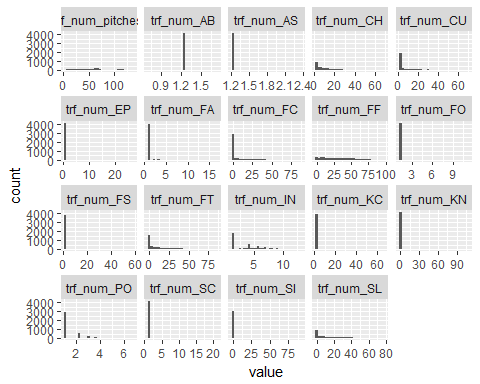 f_num_pitches trf_num_AB trf_num_AS trf_num_CH trf_num_CU
4000
3000
2000
1000
0
0 50 100 0.9 1.2 1.5 1.2 1.5 1.8 2.1 2.4 0 20 40 60 0 20 40 60
trf_num_EP trf_num_FA trf_num_FC trf_num_FF trf_num_FO
4000
3000
2000
1000
0
0 10 20 0 5 10 15 0 25 50 75 0 25 50 75 100 3 6 9
trf_num_FS trf_num_FT trf_num_IN trf_num_KC trf_num_KN
4000
3000
2000
1000
0
0 20 40 60 0 25 50 75 5 10 0 20 40 60 0 30 60 90
trf_num_PO trf_num_SC trf_num_SI trf_num_SL
4000
3000
2000
1000
0
2 4 6 0 5 10 15 20 0 25 50 75 0 20 40 60 80
count
value